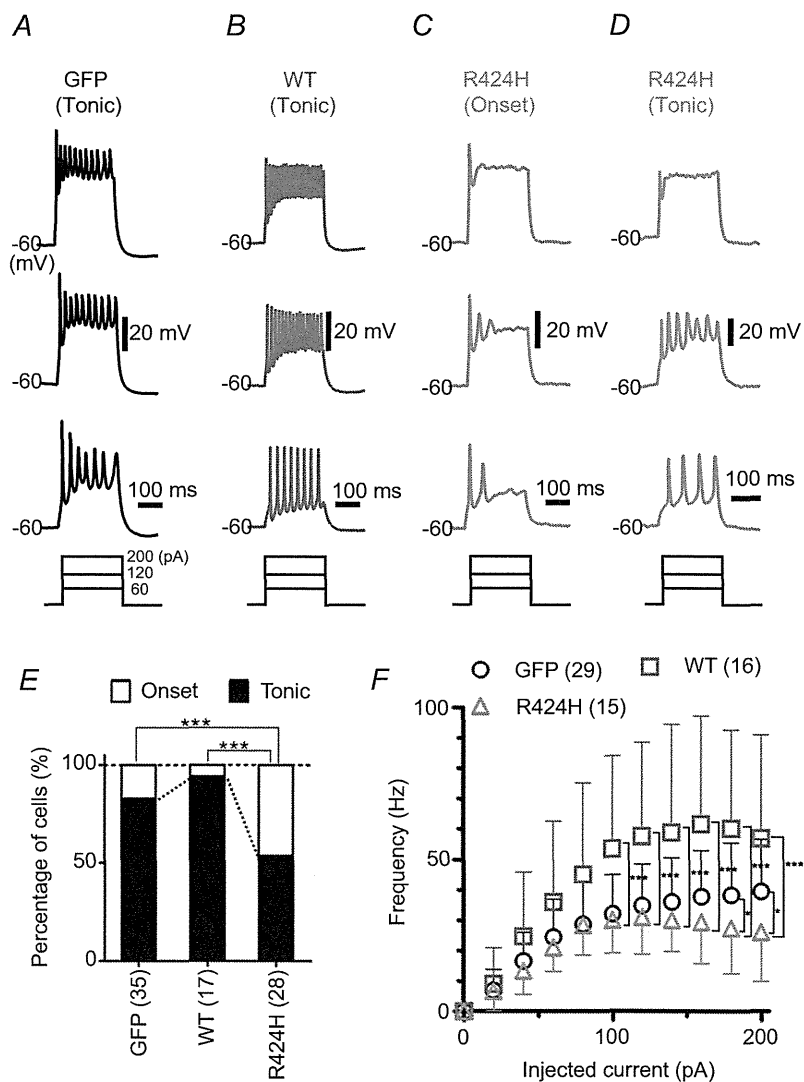 A
B
C
D
GFP
(Tonic)
WT
(Tonic)
R424H
(Onset)
R424H
(Tonic)
-60
(mV)
-60
-60
-60
-60
20 mV
-60
20 mV
-60
20 mV
-60
20 mV
-60
100 ms
-60
100 ms
-60
100 ms
-60
100 ms
200 (pA)
120
60
E
Onset
Tonic
***
***
Percentage of cells (%)
100
50
0
GFP (35)
WT (17)
R424H (28)
F
GFP (29)
WT (16)
R424H (15)
Frequency (Hz)
100
50
0
***
***
***
***
***
***
*
*
0
100
200
Injected current (pA)